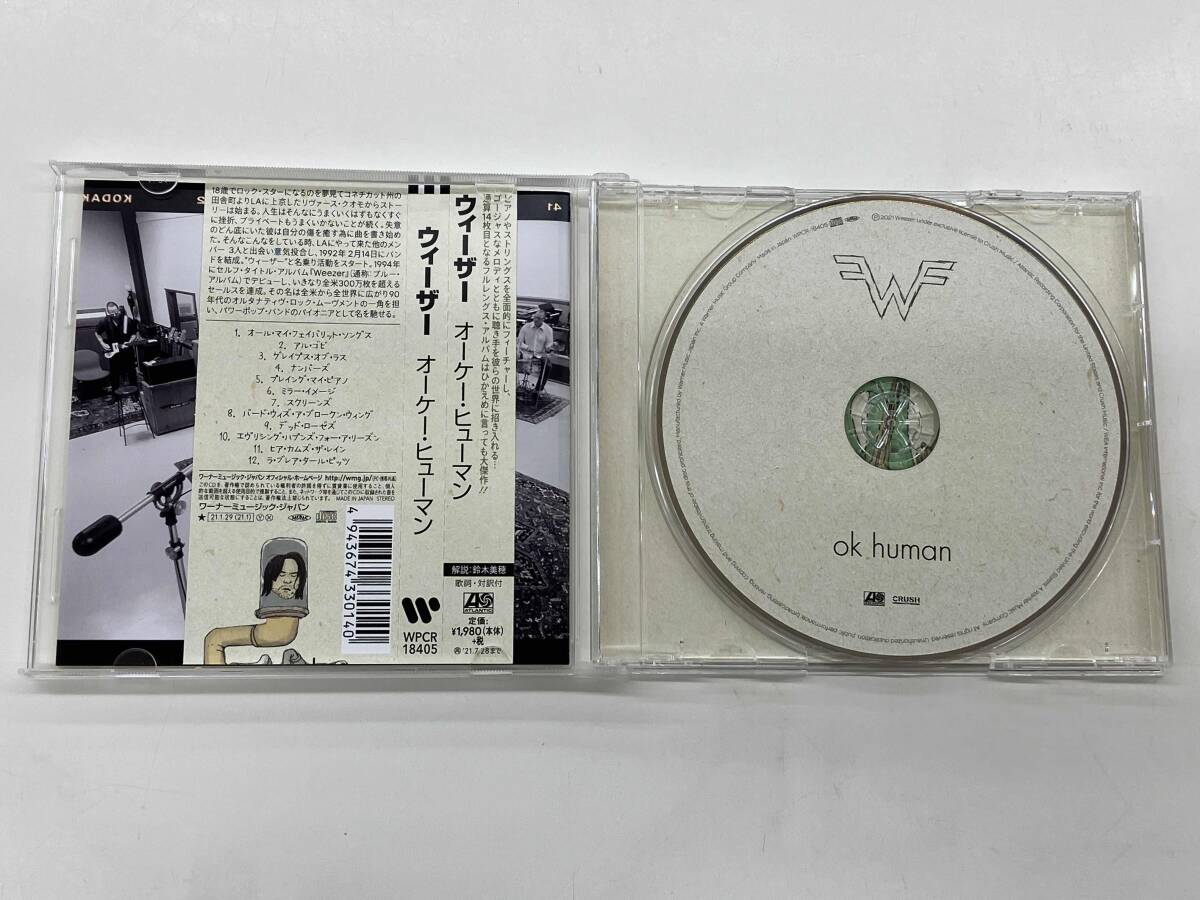 KODAK
41
18歳でロック・スターになるのを夢見てコネチカット州の
田舎町よりLAに上京したリヴァース・クオモからストー
リーは始まる。人生はそんなにうまくいくはずもなくすぐ
に挫折、プライベートもうまくいかないことが続く。失意
のどん底にいた彼は自分の傷を癒す為に曲を書き始め
た。そんなこんなをしている時、LAにやって来た他のメン
バー 3人と出会い意気投合し、1992年2月14日にバン
ドを結成。"ウィーザー"と名乗り活動をスタート。1994年
にセルフ・タイトル・アルバム『Weezer』(通称:ブルー・
アルバム)でデビューし、いきなり全米300万枚を超える
セールスを達成。その名は全米から全世界に広がり90
年代のオルタナティヴ・ロック・ムーヴメントの一角を担
い、パワーポップ・バンドのパイオニアとして名を馳せる。
1. オール・マイ・フェイバリット・ソングス
2. アル・ゴピ
3. グレイプス・オブ・ラス
4. ナンバーズ
5. プレイング・マイ・ピアノ
6. ミラー・イメージ
7. スクリーンズ
8. バード・ウィズ・ア・ブロークン・ウィング
9. デッド・ローゼズ
10. エヴリシング・ハプンズ・フォー・ア・リーズン
11. ヒア・カムズ・ザ・レイン
12. ラ・ブレア・タール・ピッツ
ワーナーミュージック・ジャパン オフィシャル・ホームページ http://wmg.jp/
MADE IN JAPAN STEREO
ワーナーミュージック・ジャパン
★ 21.1.29 (21.1) Y X
4943674330140
ウィーザー オーケー・ヒューマン
WPCR
18405
ウィーザー オーケー・ヒューマン
ピアノやストリングスを全面的にフィーチャーし、
ゴージャスなメロディとともに聴き手を彼らの世界に招き入れる…
通算14枚目となるフルレングス・アルバムはひかえめに言っても大傑作!!
解説:鈴木美穂
歌詞・対訳付
ATLANTIC
定価:
¥1,980(本体)
+税
再 '21.7.28まで
W
ok human
CRUSH